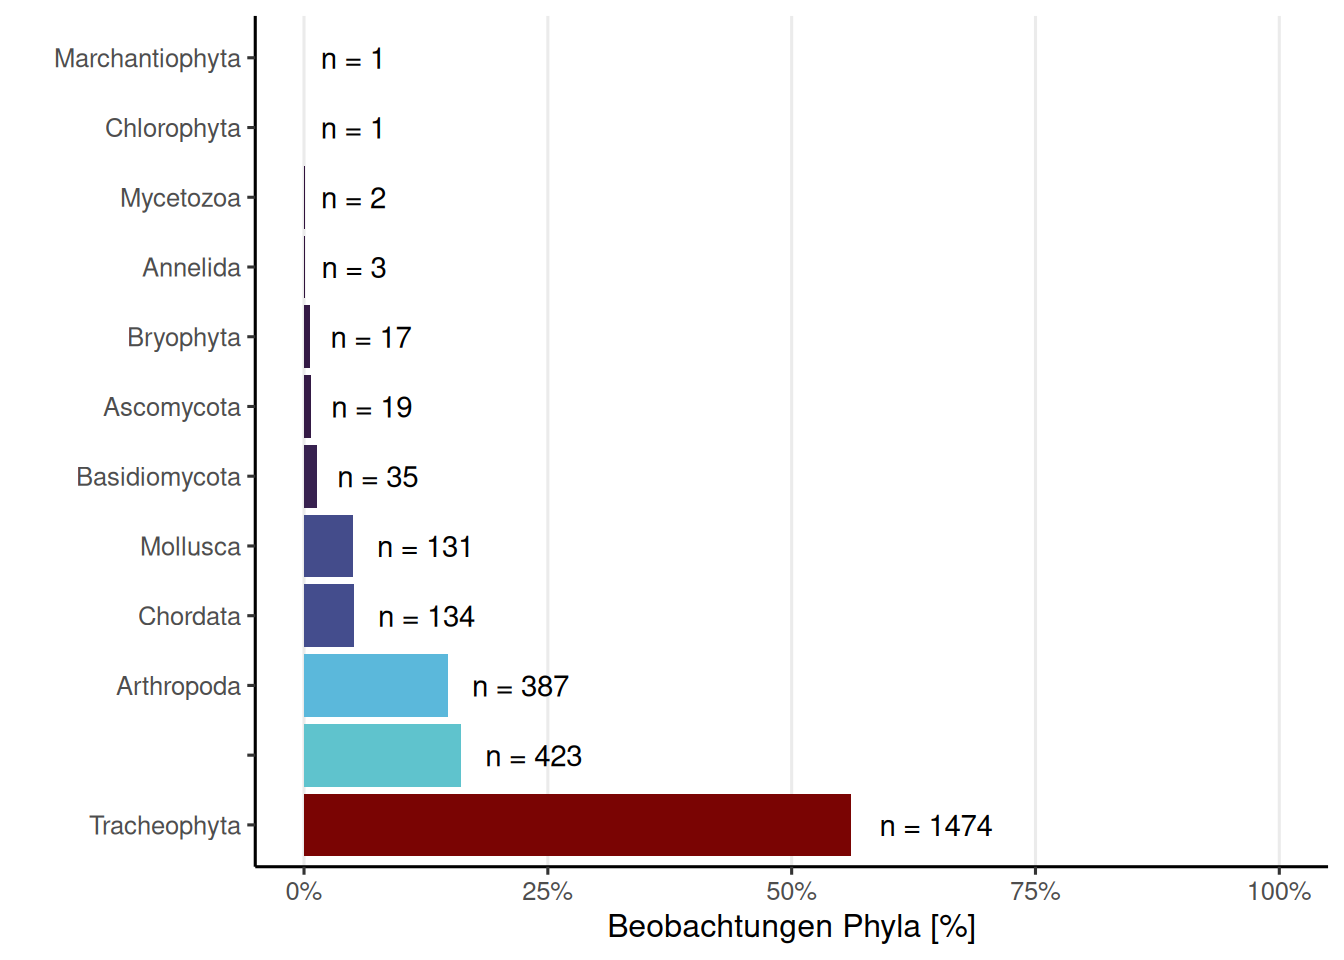 Marchantiophyta n = 1
Chlorophyta n = 1
Mycetozoa n = 2
Annelida n = 3
Bryophyta n = 17
Ascomycota n = 19
Basidiomycota n = 35
Mollusca n = 131
Chordata n = 134
Arthropoda n = 387
n = 423
Tracheophyta n = 1474
0% 25% 50% 75% 100%
Beobachtungen Phyla [%]